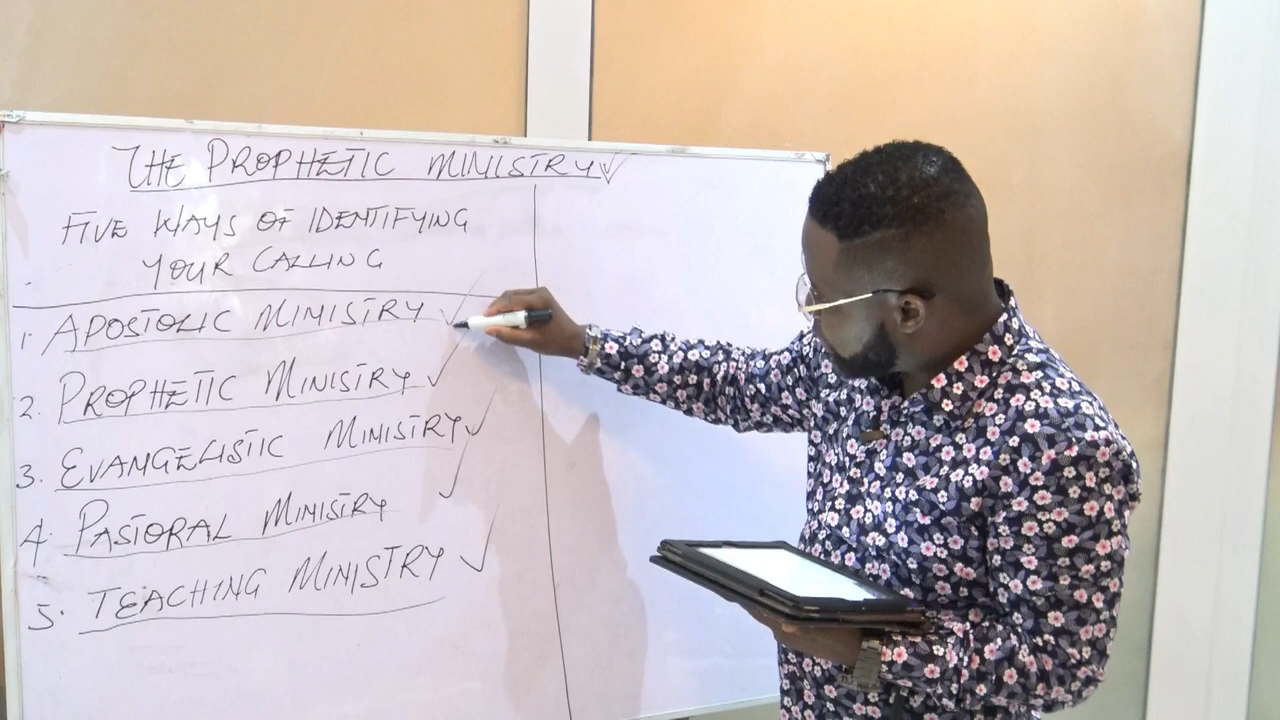 THE PROPHETIC MINISTRY
FIVE WAYS OF IDENTIFYING
YOUR CALLING
1. APOSTOLIC MINISTRY
2. PROPHETIC MINISTRY
3. EVANGELISTIC MINISTRY
4. PASTORAL MINISTRY
5. TEACHING MINISTRY